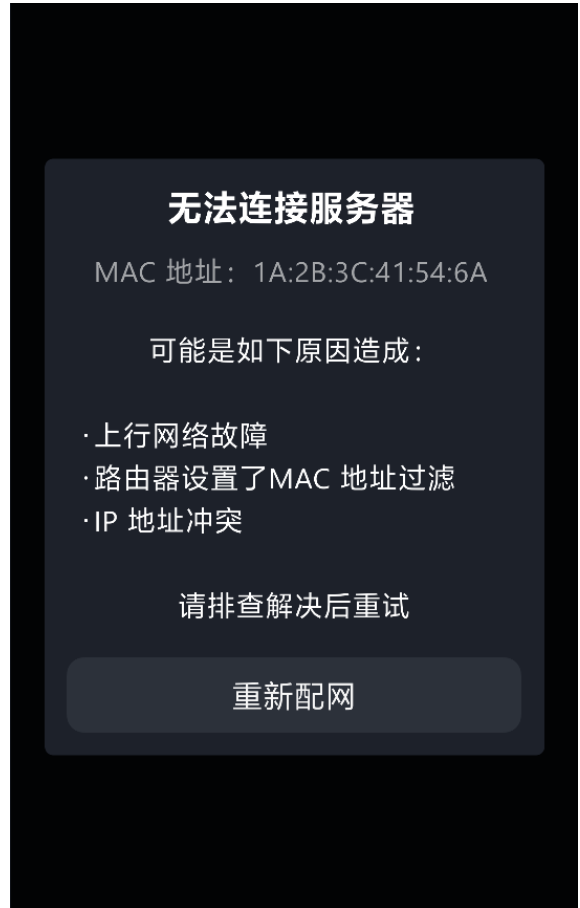 无法连接服务器
MAC 地址：1A:2B:3C:41:54:6A
可能是如下原因造成：
·上行网络故障
·路由器设置了MAC 地址过滤
·IP 地址冲突
请排查解决后重试
重新配网